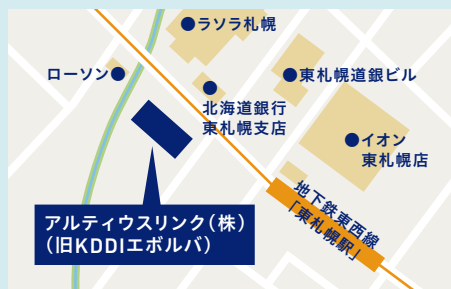 ラソラ札幌
ローソン
東札幌道銀ビル
北海道銀行
東札幌支店
イオン
東札幌店
地下鉄東西線
「東札幌駅」
アルティウスリンク(株)
(旧KDDIエボルバ)